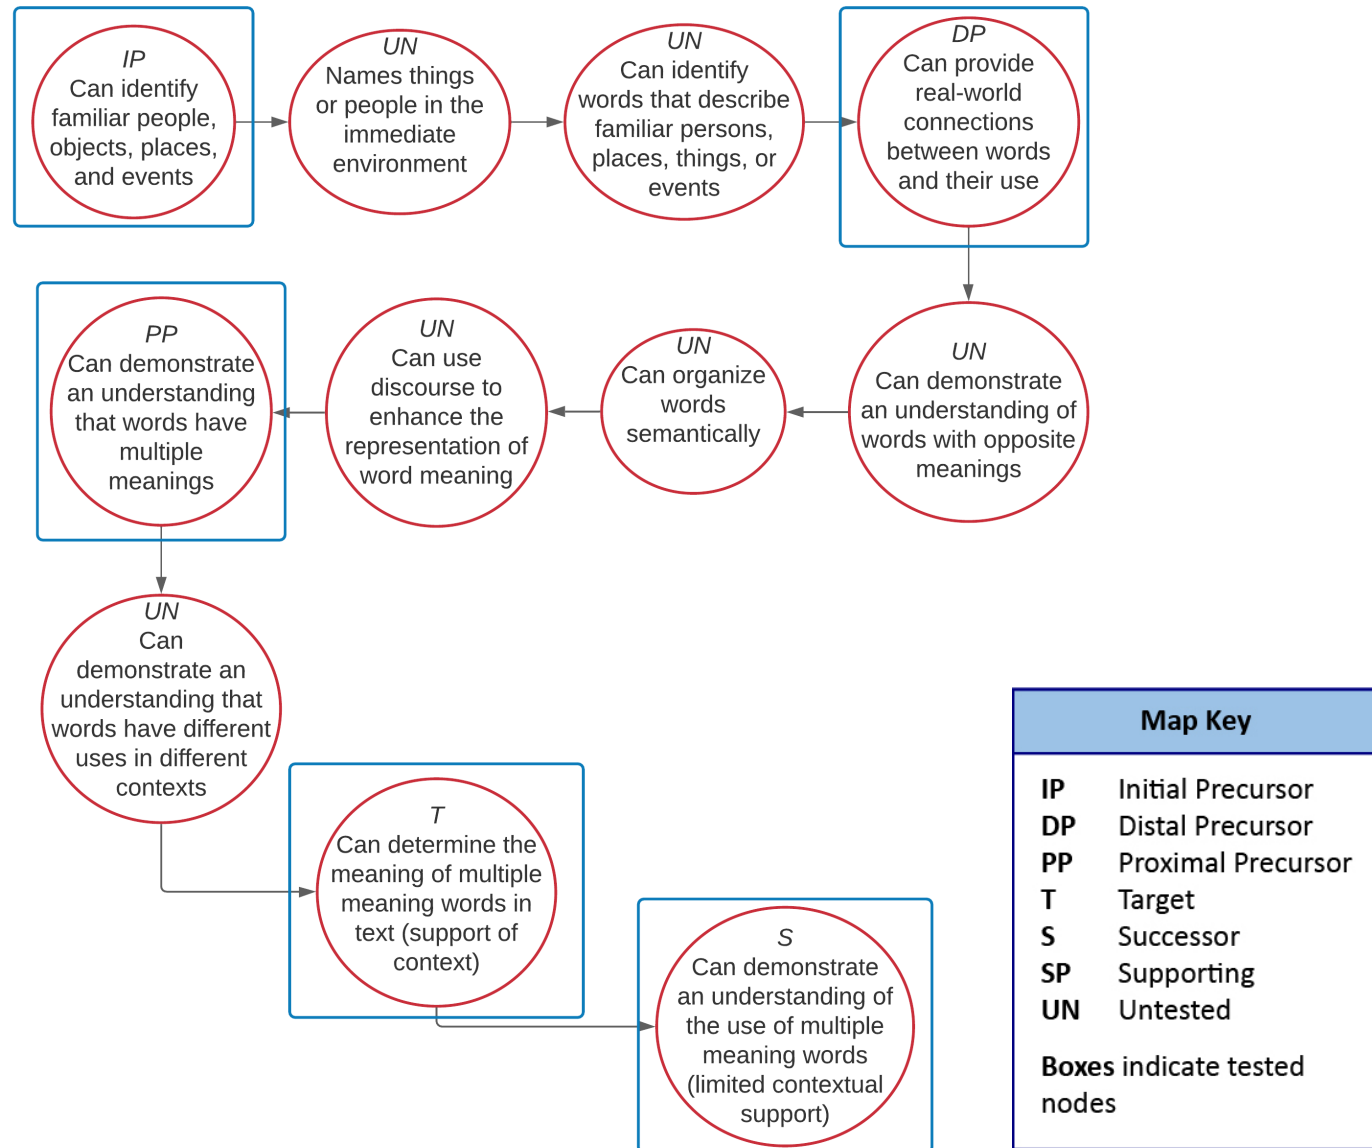 IP
Can identify
familiar people,
objects, places,
and events
UN
Names things
or people in the
immediate
environment
UN
Can identify
words that describe
familiar persons,
places, things, or
events
DP
Can provide
real-world
connections
between words
and their use
UN
Can demonstrate
an understanding of
words with opposite
meanings
UN
Can organize
words
semantically
UN
Can use
discourse to
enhance the
representation of
word meaning
PP
Can demonstrate
an understanding
that words have
multiple
meanings
UN
Can
demonstrate an
understanding that
words have different
uses in different
contexts
T
Can determine the
meaning of multiple
meaning words in
text (support of
context)
S
Can demonstrate
an understanding of
the use of multiple
meaning words
(limited contextual
support)
Map Key
IP Initial Precursor
DP Distal Precursor
PP Proximal Precursor
T Target
S Successor
SP Supporting
UN Untested
Boxes indicate tested
nodes